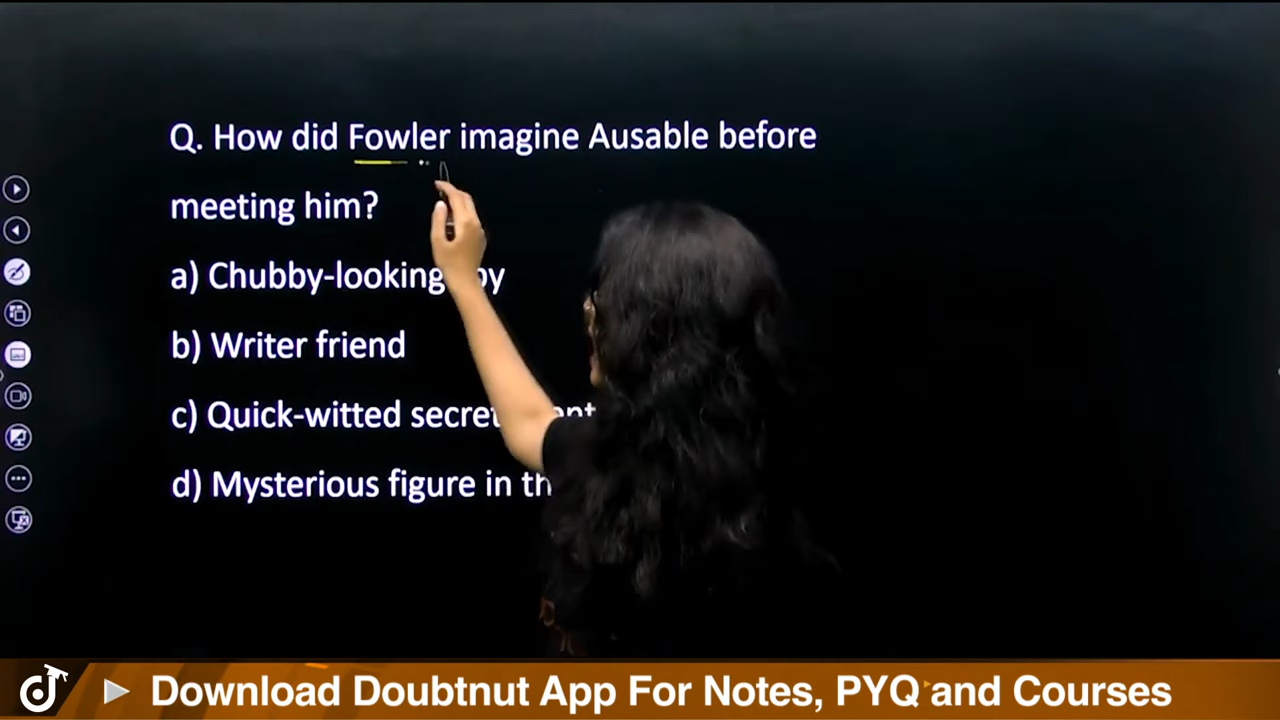 Q. How did Fowler imagine Ausable before
meeting him?
a) Chubby-looking
b) Writer friend
c) Quick-witted
d) Mysterious figure in
Download Doubtnut App For Notes, PYQ and Courses